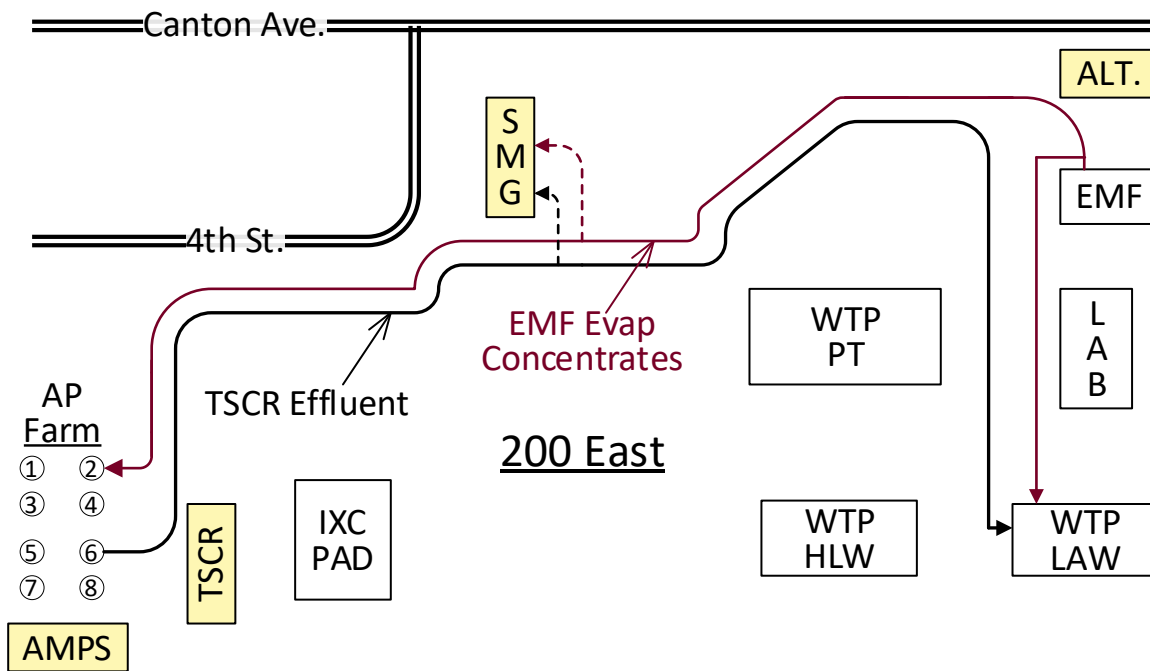 Canton Ave.
ALT.
S
M
G
EMF
4th St.
EMF Evap
Concentrates
WTP
PT
L
A
B
TSCR Effluent
AP
Farm
200 East
① ②
③ ④
⑤ ⑥
⑦ ⑧
TSCR
IXC
PAD
WTP
HLW
WTP
LAW
AMPS